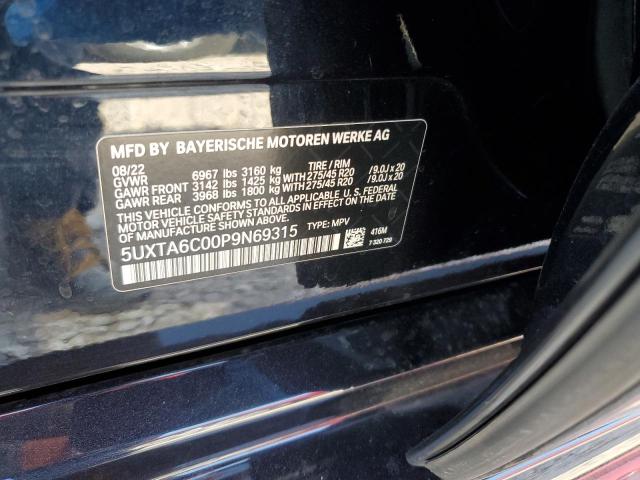 MFD BY BAYERISCHE MOTOREN WERKE AG
08/22 TIRE / RIM
GVWR 6967 lbs 3160 kg
GAWR FRONT 3142 lbs 1425 kg WITH 275/45 R20 /9.0J x 20
GAWR REAR 3968 lbs 1800 kg WITH 275/45 R20 /9.0J x 20
THIS VEHICLE CONFORMS TO ALL APPLICABLE U. S. FEDERAL
MOTOR VEHICLE SAFETY STANDARDS IN EFFECT ON THE DATE OF
MANUFACTURE SHOWN ABOVE.
5UXTA6C00P9N69315 TYPE: MPV 416M
7 320 729